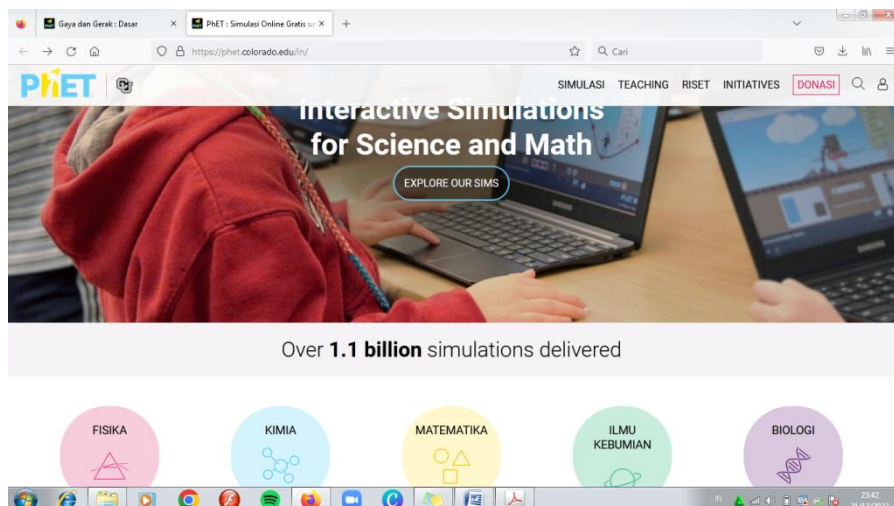 Gaya dan Gerak : Dasar
PhET : Simulasi Online Gratis un
https://phet.colorado.edu/in/
Cari
PhET
SIMULASI TEACHING RISET INITIATIVES DONASI
Interactive Simulations
for Science and Math
EXPLORE OUR SIMS
Over 1.1 billion simulations delivered
FISIKA
KIMIA
MATEMATIKA
ILMU
KEBUMIAN
BIOLOGI
IN
23:42